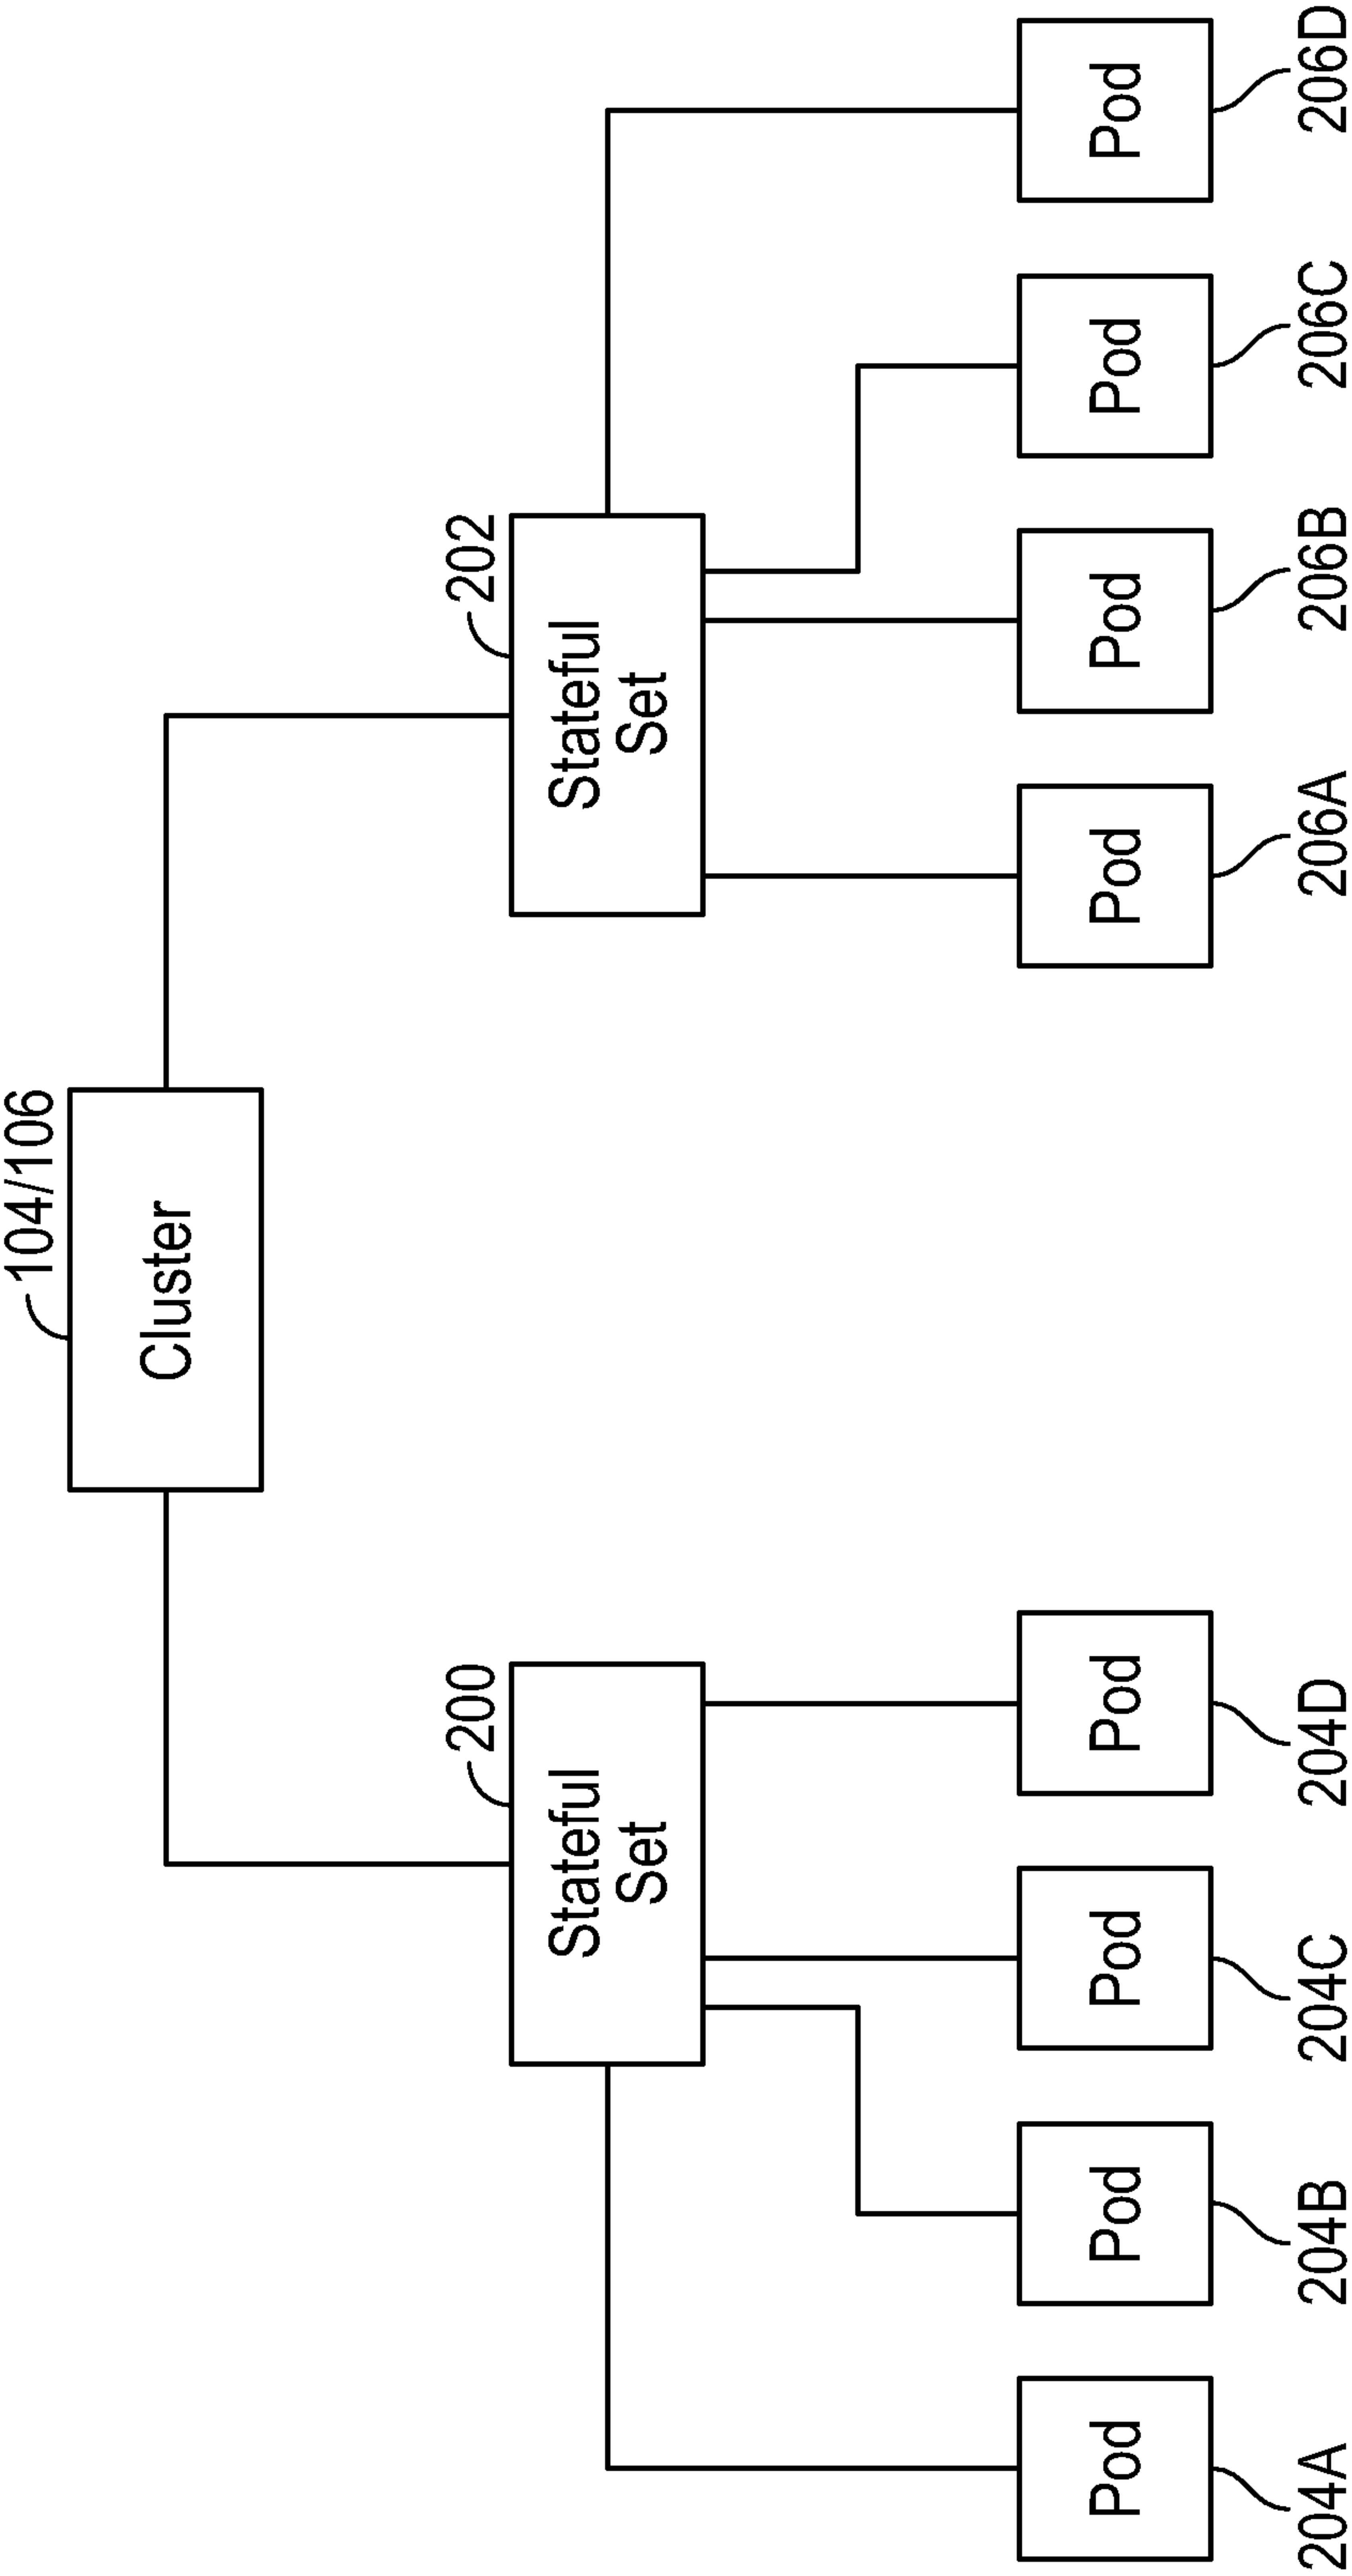 104/106
Cluster
200
Stateful
Set
202
Stateful
Set
Pod
Pod
Pod
Pod
Pod
Pod
Pod
Pod
204A
204B
204C
204D
206A
206B
206C
206D